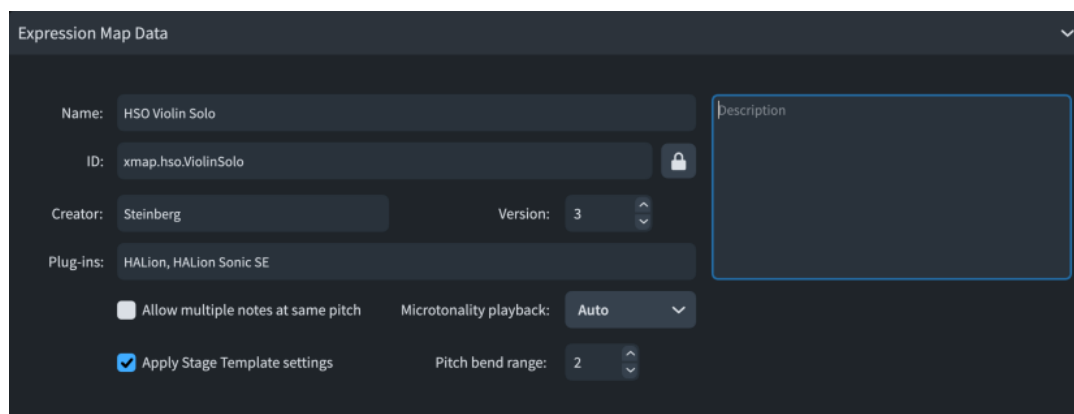 Expression Map Data
Name: HSO Violin Solo
Description
ID: xmap.hso.ViolinSolo
Creator: Steinberg Version: 3
Plug-ins: HALion, HALion Sonic SE
Allow multiple notes at same pitch Microtonality playback: Auto
Apply Stage Template settings Pitch bend range: 2